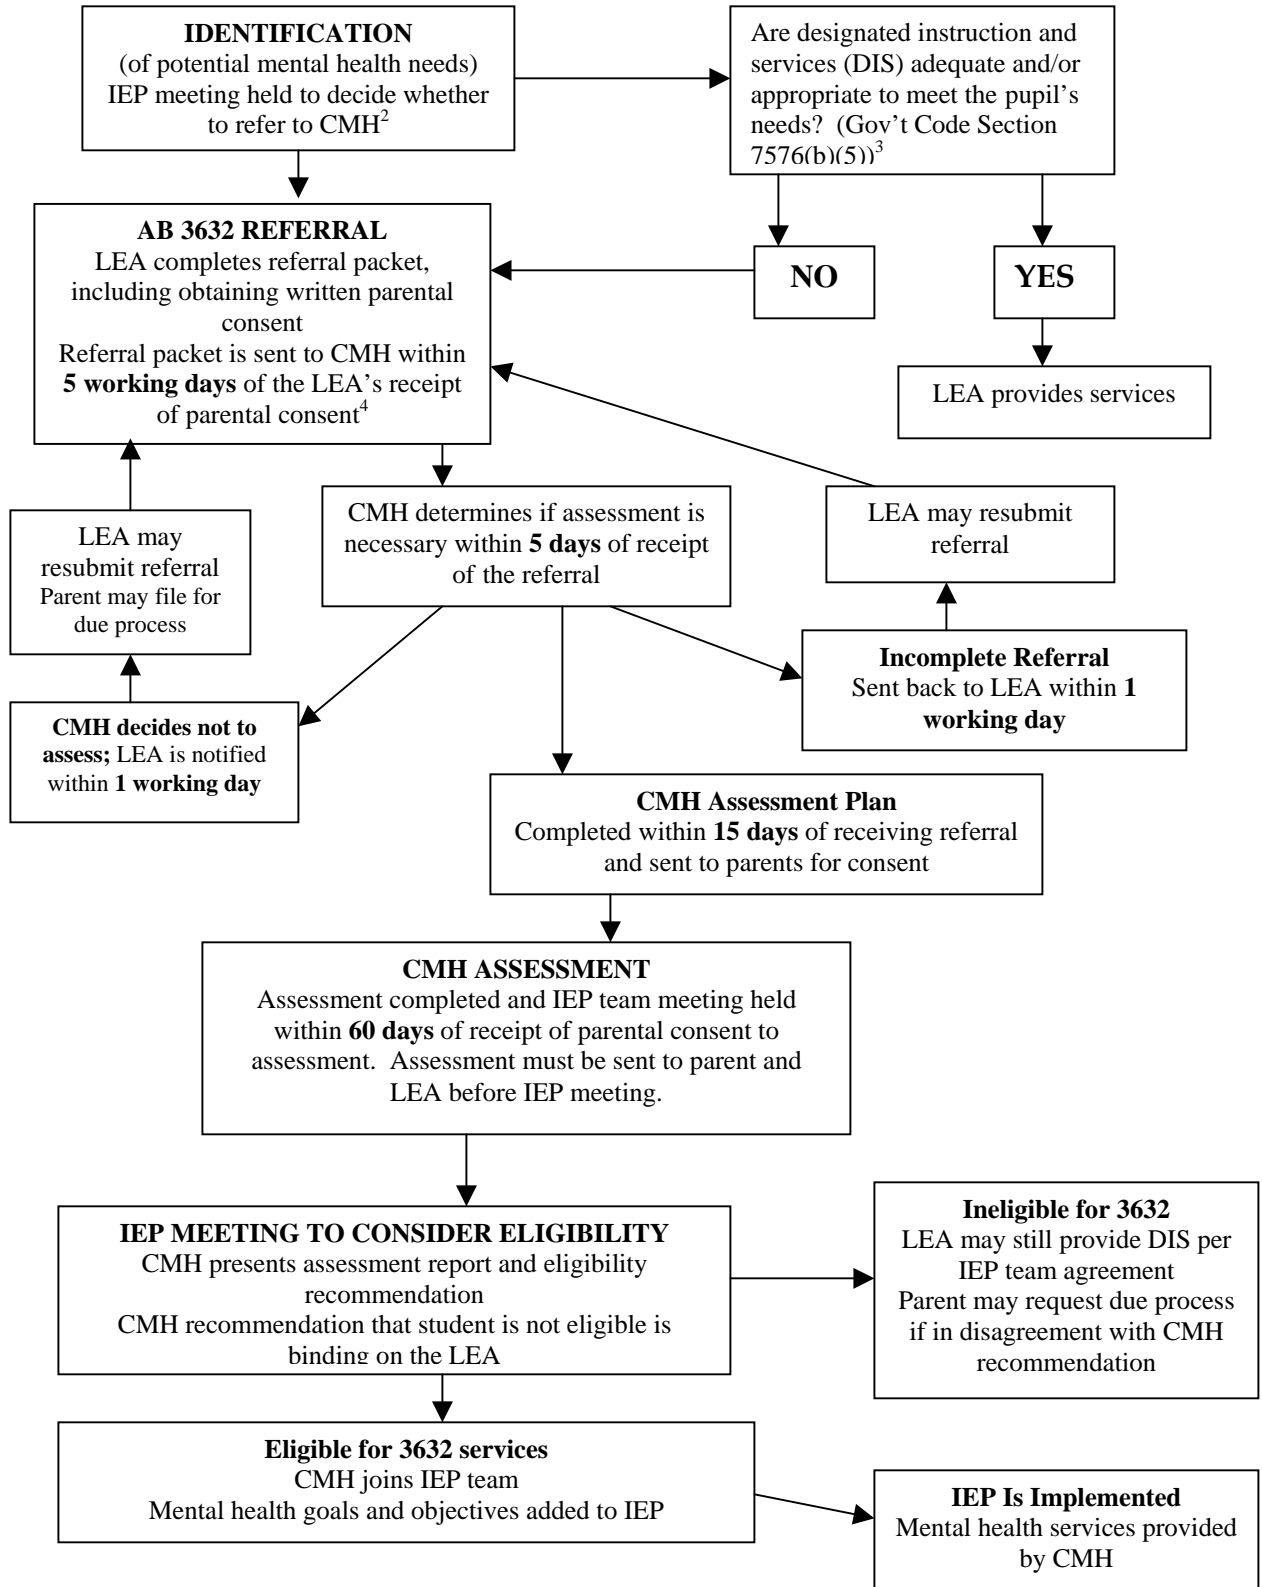 IDENTIFICATION
(of potential mental health needs)
IEP meeting held to decide whether
to refer to CMH2
Are designated instruction and
services (DIS) adequate and/or
appropriate to meet the pupil's
needs? (Gov't Code Section
7576(b)(5))3
AB 3632 REFERRAL
LEA completes referral packet,
including obtaining written parental
consent
Referral packet is sent to CMH within
5 working days of the LEA's receipt
of parental consent4
NO
YES
LEA provides services
LEA may
resubmit referral
Parent may file for
due process
CMH determines if assessment is
necessary within 5 days of receipt
of the referral
LEA may resubmit
referral
Incomplete Referral
Sent back to LEA within 1
working day
CMH decides not to
assess; LEA is notified
within 1 working day
CMH Assessment Plan
Completed within 15 days of receiving referral
and sent to parents for consent
CMH ASSESSMENT
Assessment completed and IEP team meeting held
within 60 days of receipt of parental consent to
assessment. Assessment must be sent to parent and
LEA before IEP meeting.
IEP MEETING TO CONSIDER ELIGIBILITY
CMH presents assessment report and eligibility
recommendation
CMH recommendation that student is not eligible is
binding on the LEA
Ineligible for 3632
LEA may still provide DIS per
IEP team agreement
Parent may request due process
if in disagreement with CMH
recommendation
Eligible for 3632 services
CMH joins IEP team
Mental health goals and objectives added to IEP
IEP Is Implemented
Mental health services provided
by CMH